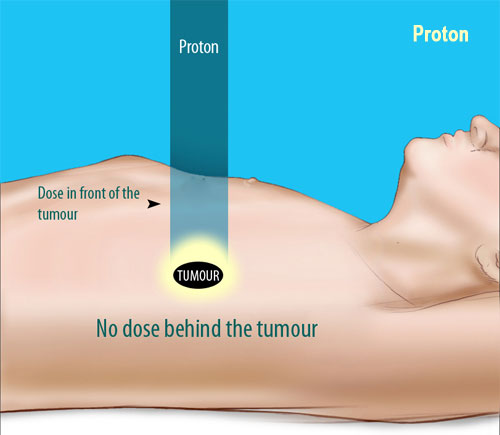 Proton
Proton
Dose in front of the
tumour
TUMOUR
No dose behind the tumour